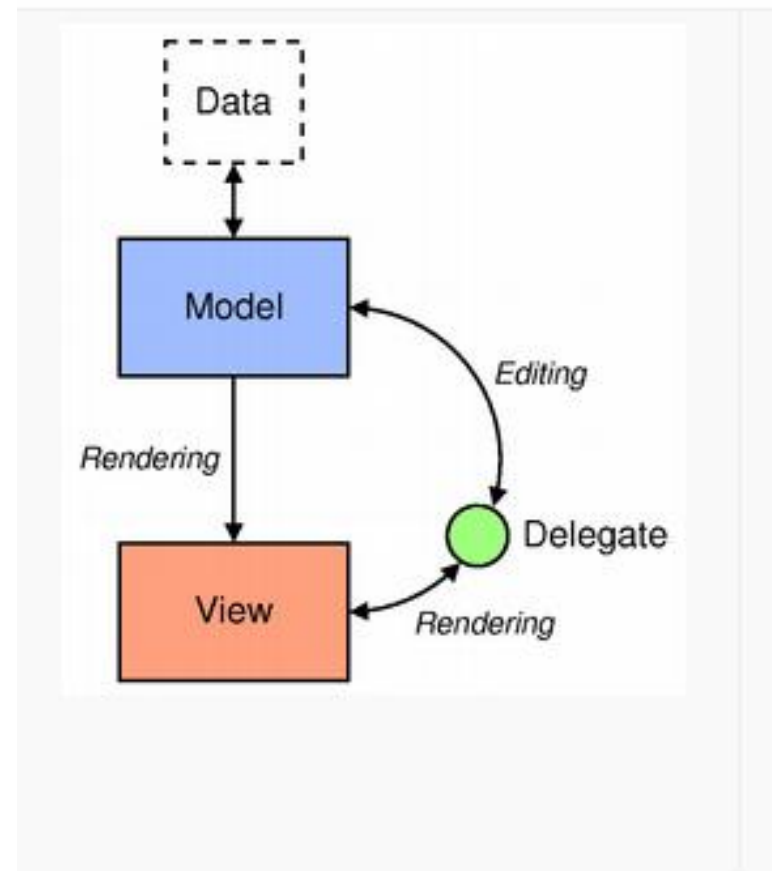 Data
Model
Editing
Rendering
Delegate
View
Rendering